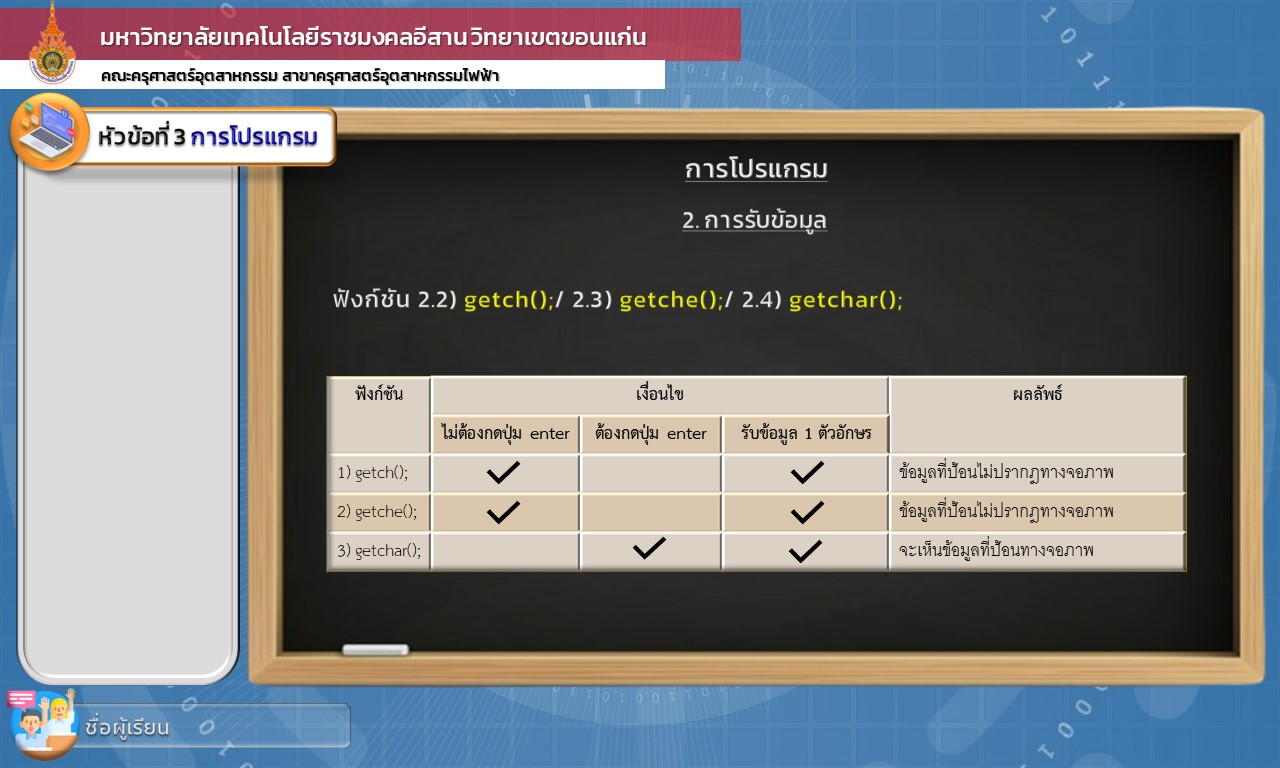 มหาวิทยาลัยเทคโนโลยีราชมงคลอีสาน วิทยาเขตขอนแก่น
คณะครุศาสตร์อุตสาหกรรม สาขาครุศาสตร์อุตสาหกรรมไฟฟ้า
หัวข้อที่ 3 การโปรแกรม
การโปรแกรม
2. การรับข้อมูล
ฟังก์ชัน 2.2) getch();/ 2.3) getche();/ 2.4) getchar();
ฟังก์ชัน เงื่อนไข ผลลัพธ์
ไม่ต้องกดปุ่ม enter ต้องกดปุ่ม enter รับข้อมูล 1 ตัวอักษร
1) getch(); ✓ ✓ ข้อมูลที่ป้อนไม่ปรากฏทางจอภาพ
2) getche(); ✓ ✓ ข้อมูลที่ป้อนไม่ปรากฏทางจอภาพ
3) getchar(); ✓ ✓ จะเห็นข้อมูลที่ป้อนทางจอภาพ
ชื่อผู้เรียน